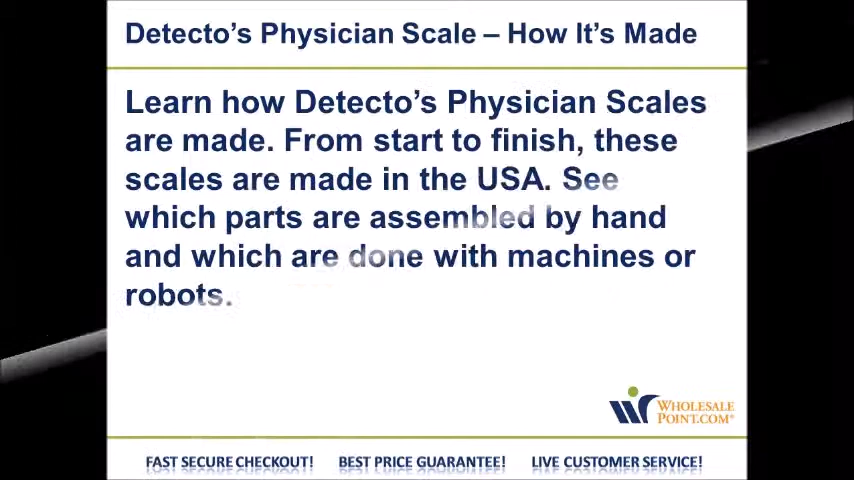 Detecto’s Physician Scale – How It’s Made
Learn how Detecto’s Physician Scales
are made. From start to finish, these
scales are made in the USA. See
which parts are assembled by hand
and which are done with machines or
robots.
WHOLESALE
POINT.COM®
FAST SECURE CHECKOUT! BEST PRICE GUARANTEE! LIVE CUSTOMER SERVICE!